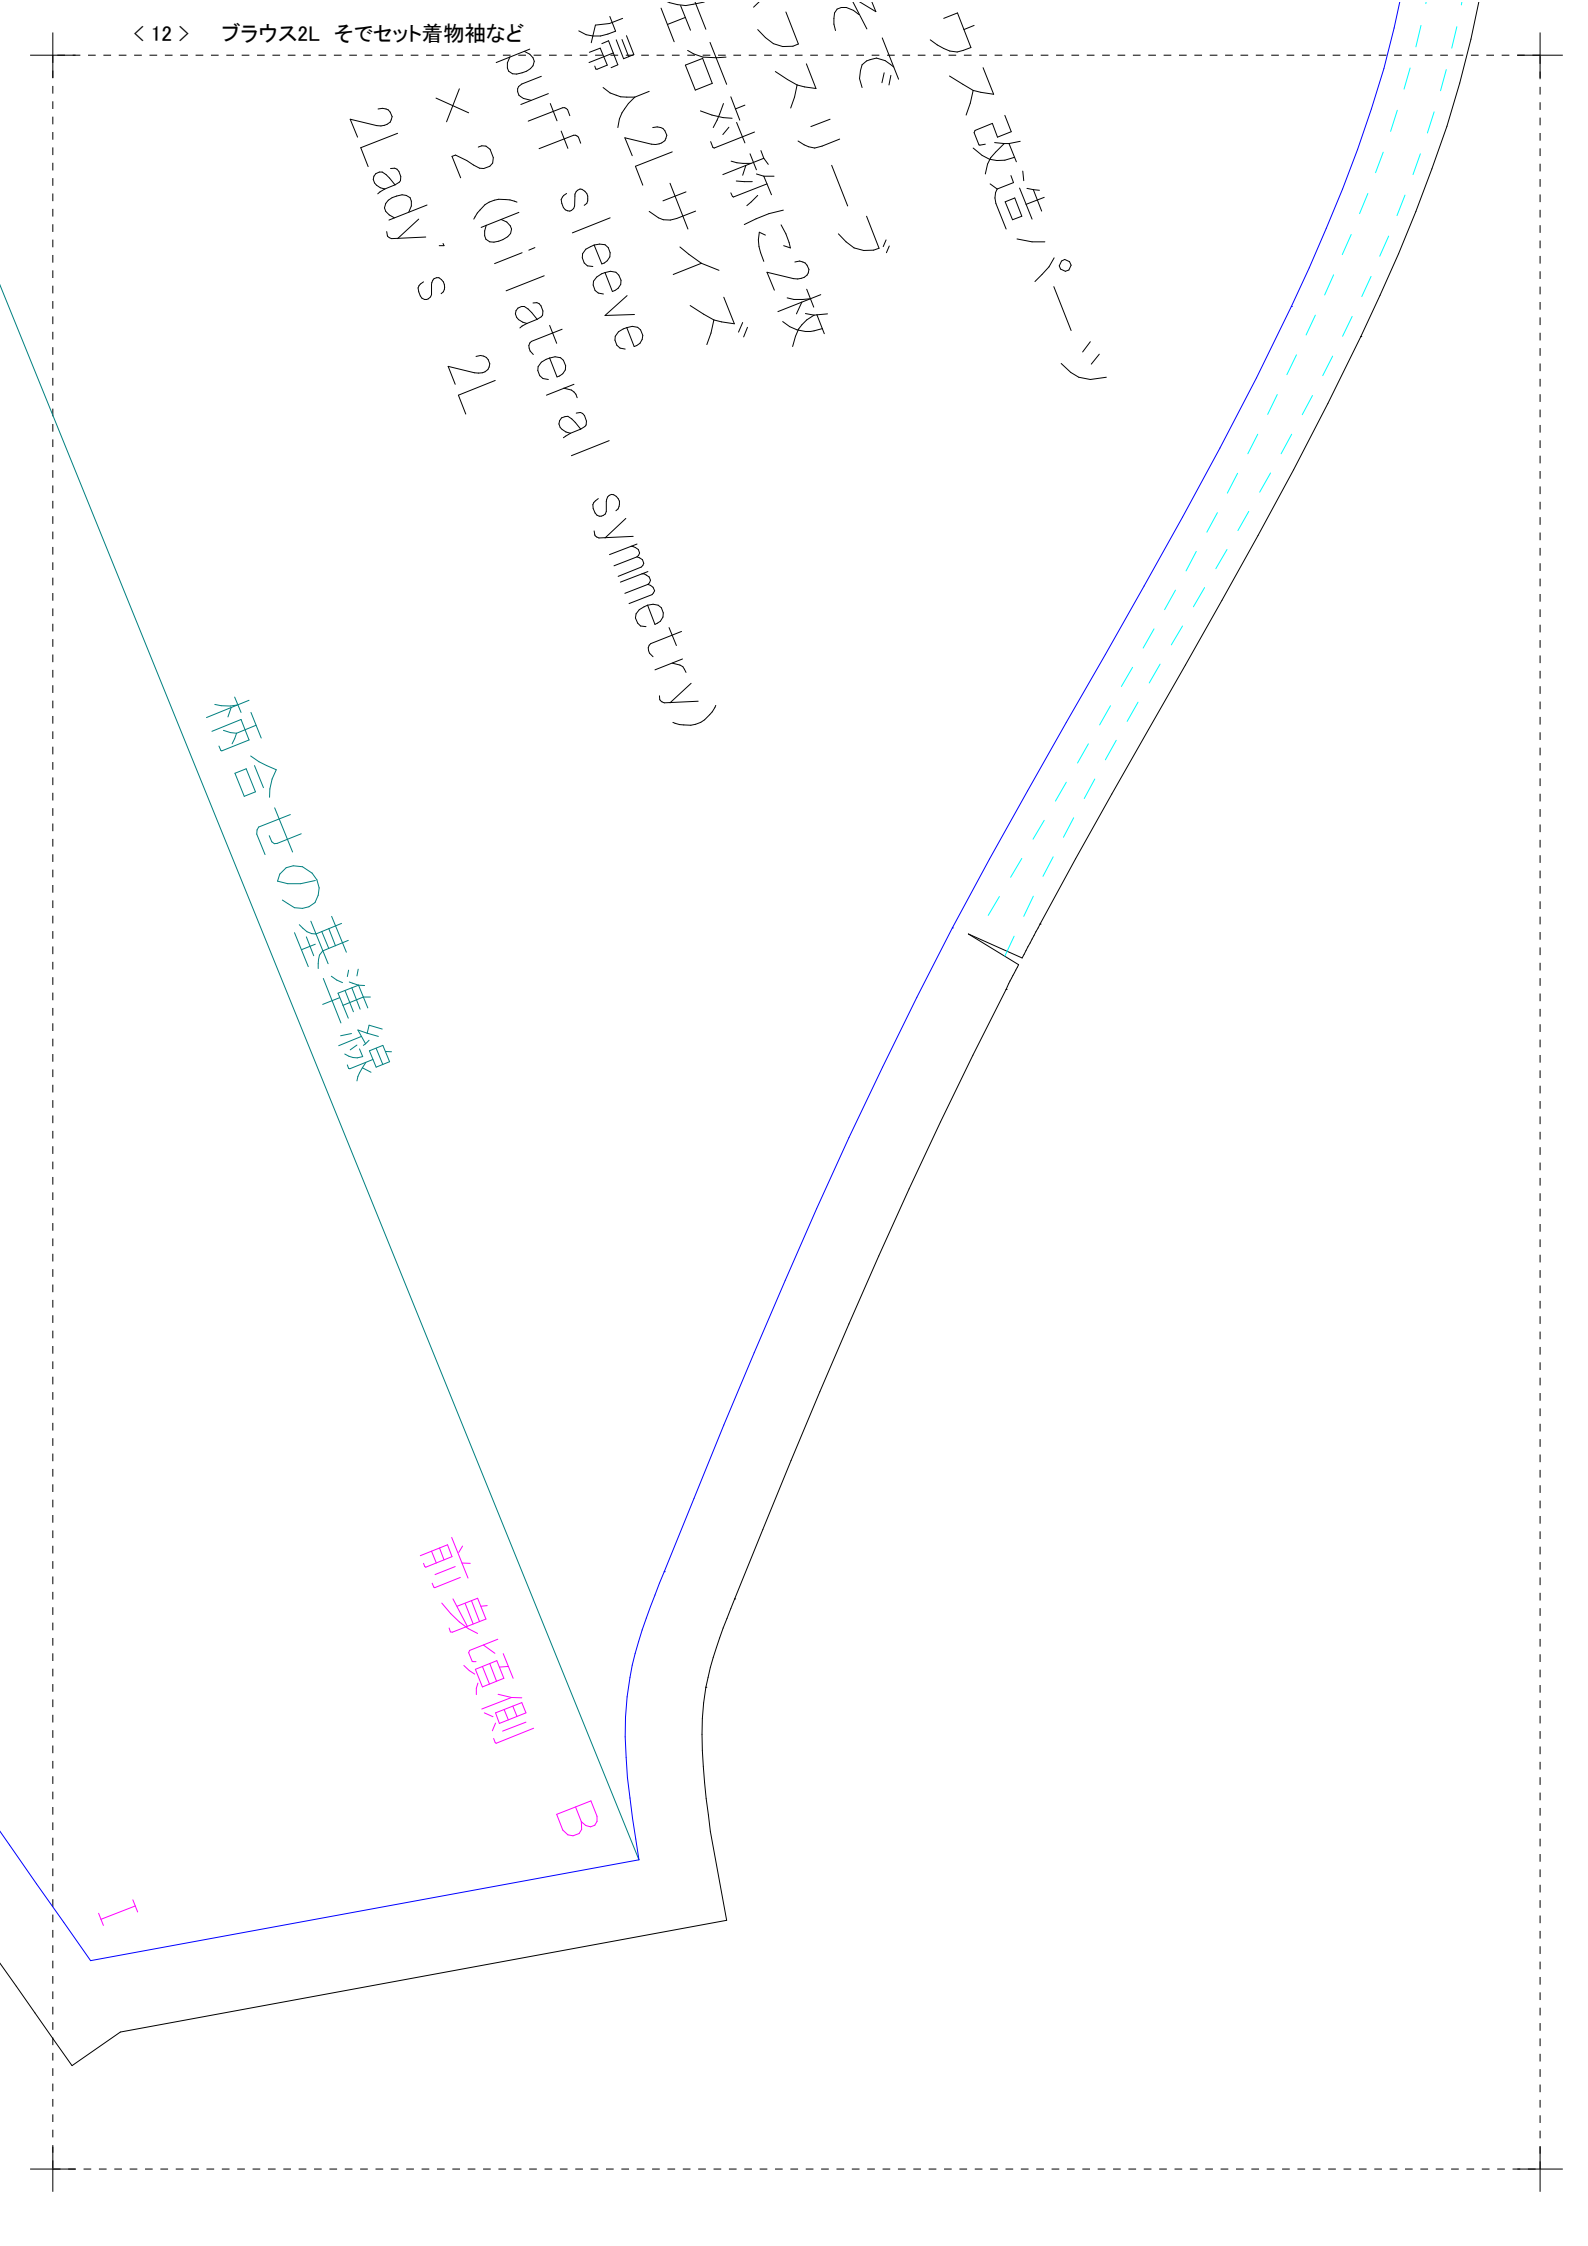 < 12 >　ブラウス2L そでセット着物袖など
ウス改造パーツ
そで
フスリーブ
左右対称に2枚
婦人2Lサイズ
puff sleeve
× 2 (bilateral symmetry)
2Lady's 2L
柄合せの基準線
前身頃側
B
I